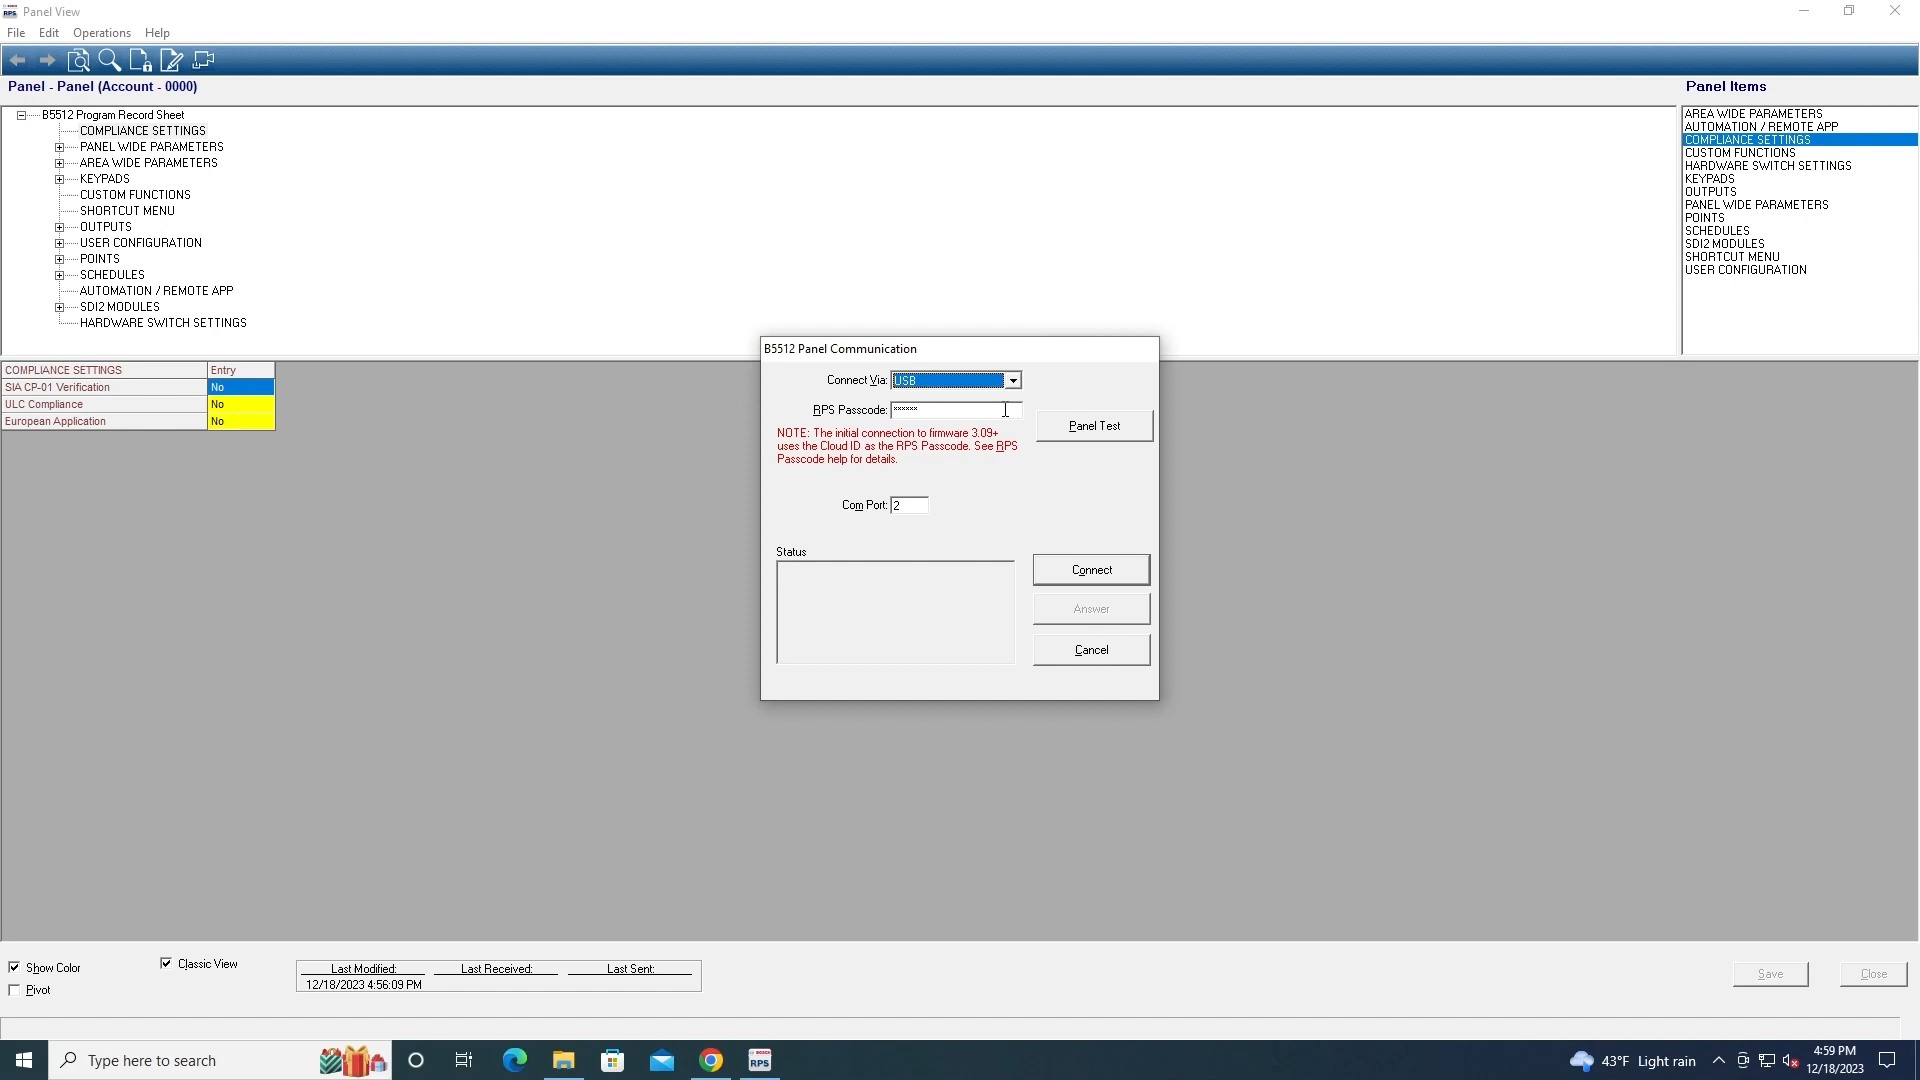 Panel View
File Edit Operations Help
Panel - Panel (Account - 0000)
Panel Items
B5512 Program Record Sheet
COMPLIANCE SETTINGS
PANEL WIDE PARAMETERS
AREA WIDE PARAMETERS
KEYPADS
CUSTOM FUNCTIONS
SHORTCUT MENU
OUTPUTS
USER CONFIGURATION
POINTS
SCHEDULES
AUTOMATION / REMOTE APP
SDI2 MODULES
HARDWARE SWITCH SETTINGS
AREA WIDE PARAMETERS
AUTOMATION / REMOTE APP
COMPLIANCE SETTINGS
CUSTOM FUNCTIONS
HARDWARE SWITCH SETTINGS
KEYPADS
OUTPUTS
PANEL WIDE PARAMETERS
POINTS
SCHEDULES
SDI2 MODULES
SHORTCUT MENU
USER CONFIGURATION
COMPLIANCE SETTINGS Entry
SIA CP-01 Verification No
ULC Compliance No
European Application No
B5512 Panel Communication
Connect Via: USB
RPS Passcode: ******
Panel Test
NOTE: The initial connection to firmware 3.09+
uses the Cloud ID as the RPS Passcode. See RPS
Passcode help for details.
Com Port: 2
Status
Connect
Answer
Cancel
Show Color
Classic View
Pivot
Last Modified: Last Received: Last Sent:
12/18/2023 4:56:09 PM
Save Close
Type here to search
RPS
43°F Light rain
4:59 PM
12/18/2023